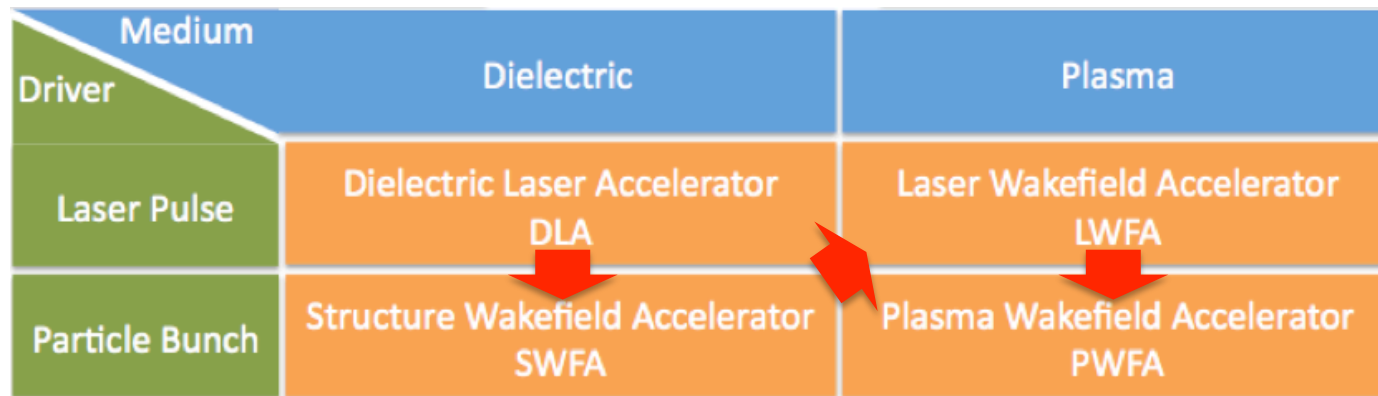 Medium
Driver
Dielectric
Plasma
Laser Pulse
Dielectric Laser Accelerator
DLA
Laser Wakefield Accelerator
LWFA
Particle Bunch
Structure Wakefield Accelerator
SWFA
Plasma Wakefield Accelerator
PWFA